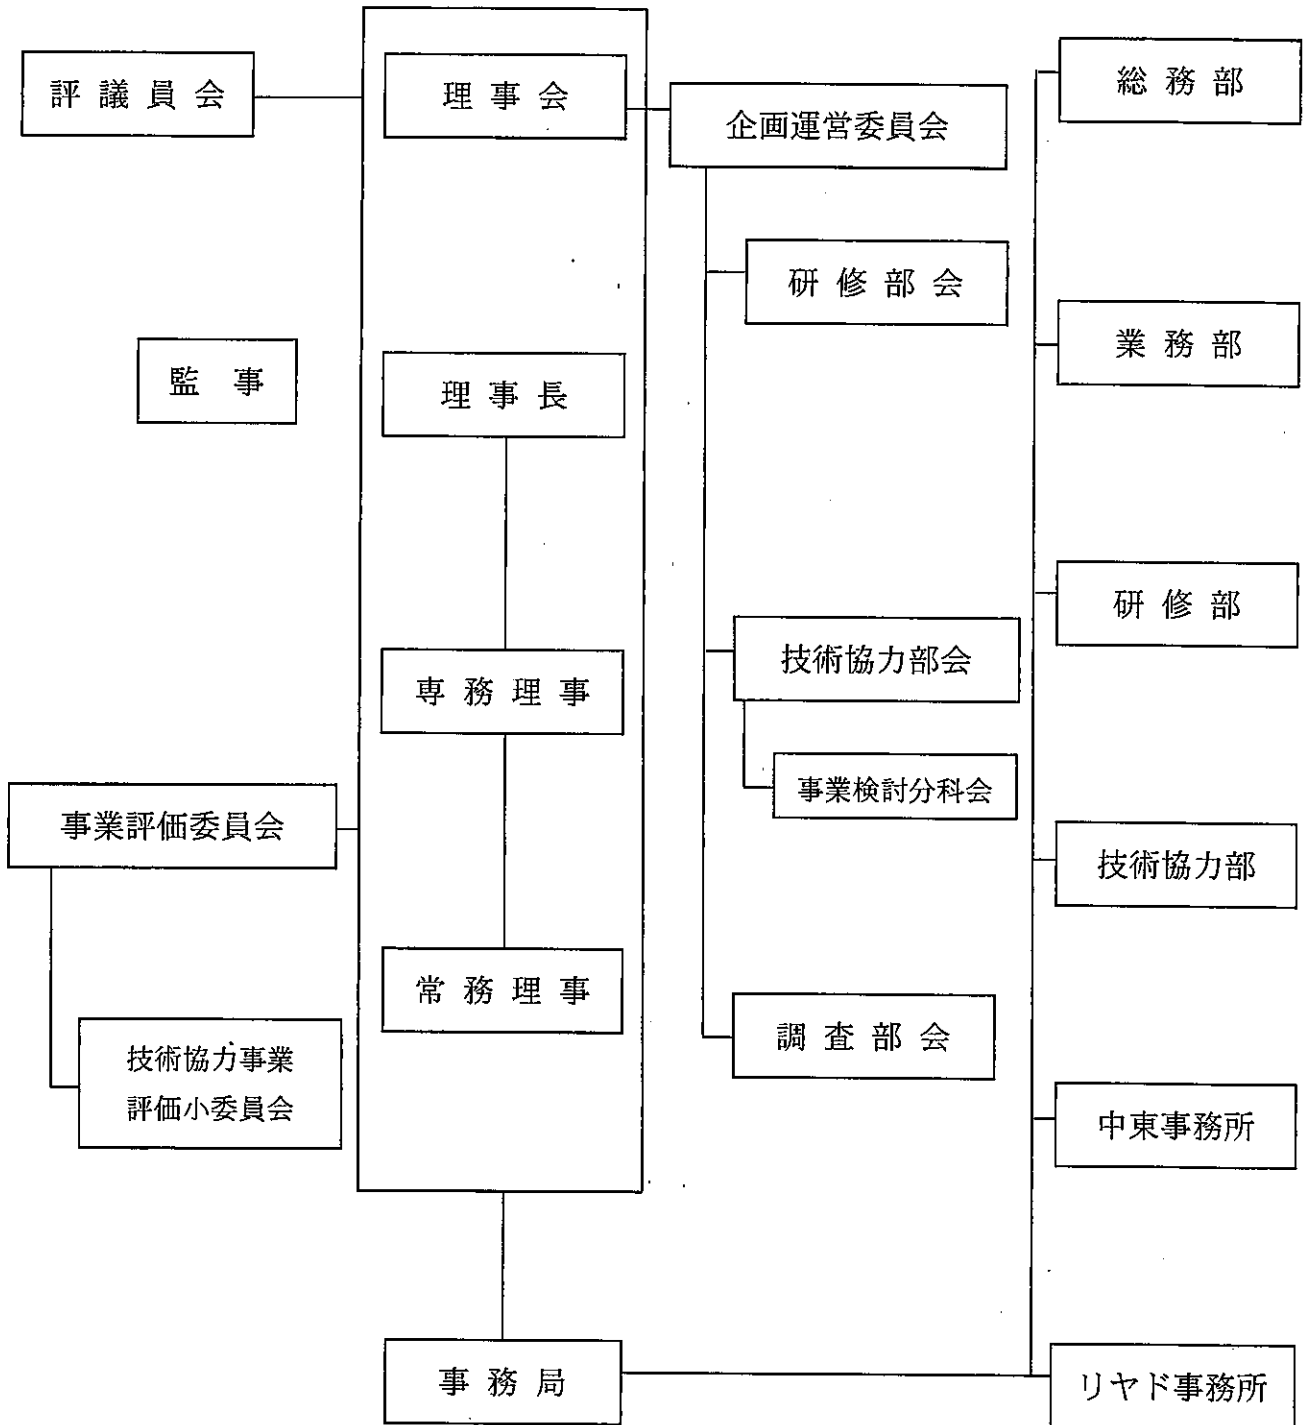 評議員会
理事会
企画運営委員会
総務部
研修部会
業務部
監事
理事長
研修部
技術協力部会
専務理事
事業検討分科会
事業評価委員会
技術協力部
常務理事
調査部会
技術協力事業
評価小委員会
中東事務所
事務局
リヤド事務所